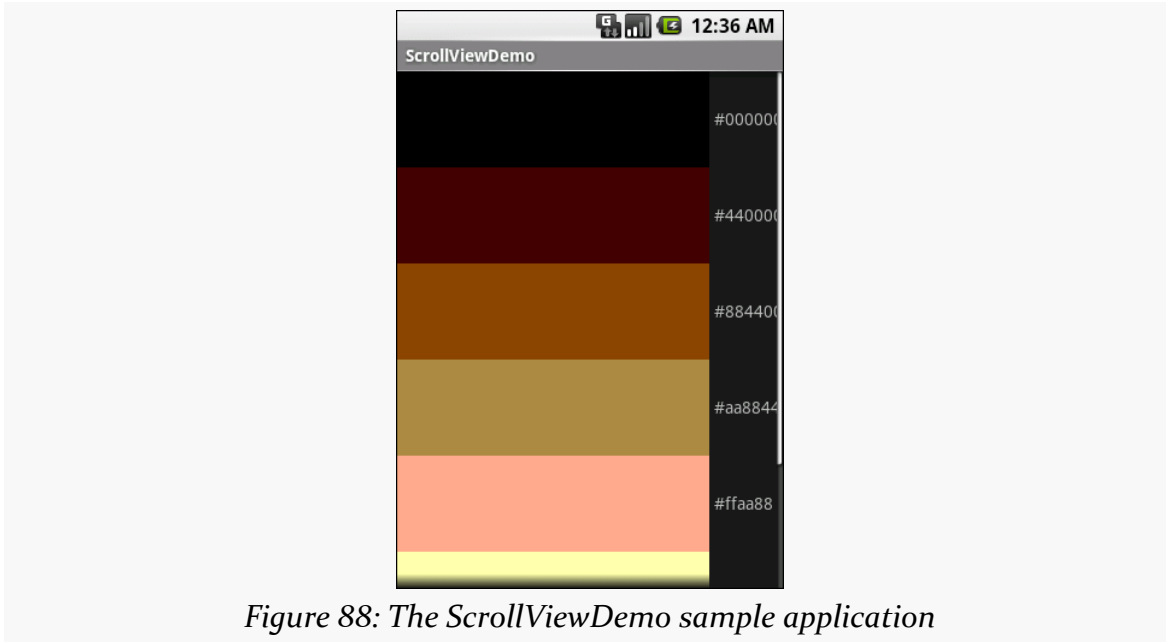 12:36 AM
ScrollViewDemo
#000000
#440000
#884400
#aa8844
#ffaa88
Figure 88: The ScrollViewDemo sample application